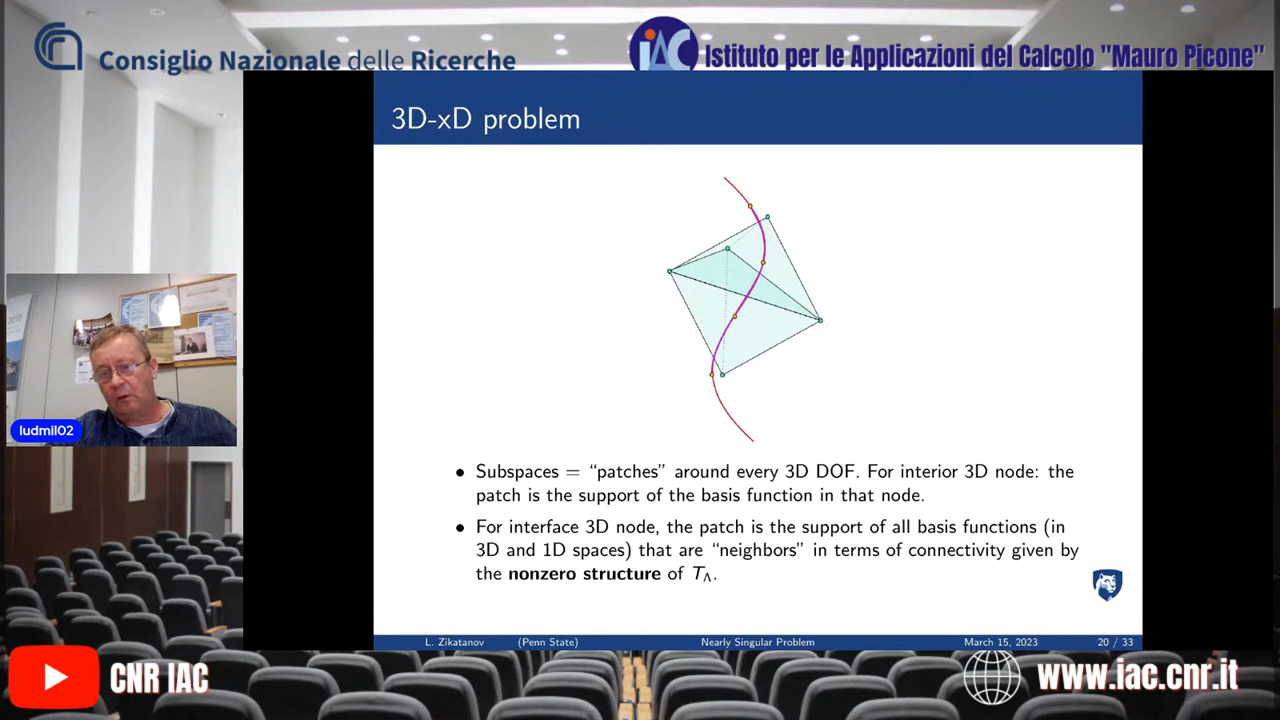 Consiglio Nazionale delle Ricerche
iAC
Istituto per le Applicazioni del Calcolo "Mauro Picone"
3D-xD problem
2010
ludmil02
• Subspaces = “patches” around every 3D DOF. For interior 3D node: the
patch is the support of the basis function in that node.
• For interface 3D node, the patch is the support of all basis functions (in
3D and 1D spaces) that are “neighbors” in terms of connectivity given by
the nonzero structure of T_Λ.
L. Zikatanov (Penn State) Nearly Singular Problem March 15, 2023 20 / 33
CNR IAC
www.iac.cnr.it